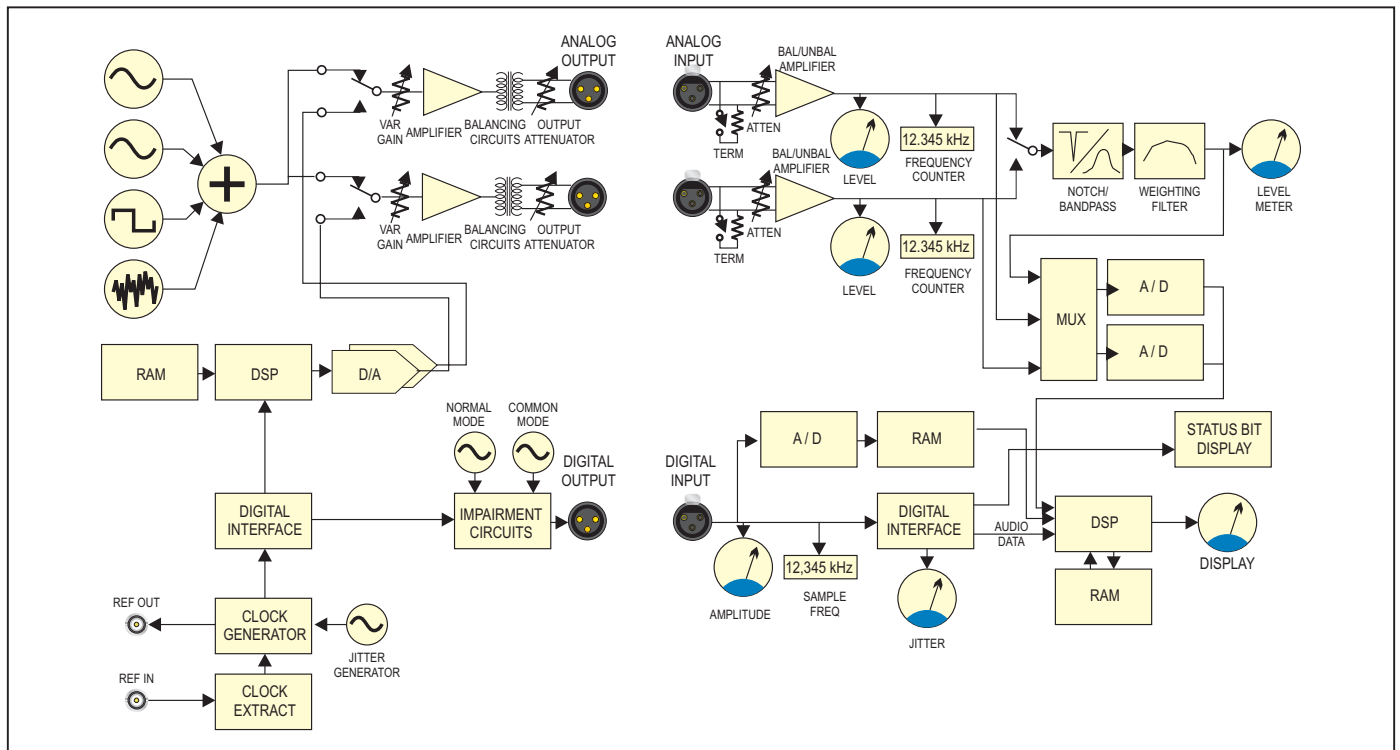 ANALOG
OUTPUT
VAR
GAIN
AMPLIFIER
BALANCING
CIRCUITS
OUTPUT
ATTENUATOR
VAR
GAIN
AMPLIFIER
BALANCING
CIRCUITS
OUTPUT
ATTENUATOR
RAM
DSP
D/A
NORMAL
MODE
COMMON
MODE
DIGITAL
OUTPUT
DIGITAL
INTERFACE
IMPAIRMENT
CIRCUITS
REF OUT
CLOCK
GENERATOR
JITTER
GENERATOR
REF IN
CLOCK
EXTRACT
ANALOG
INPUT
BAL/UNBAL
AMPLIFIER
ATTEN
TERM
LEVEL
12.345 kHz
FREQUENCY
COUNTER
BAL/UNBAL
AMPLIFIER
ATTEN
TERM
LEVEL
12.345 kHz
FREQUENCY
COUNTER
NOTCH/
BANDPASS
WEIGHTING
FILTER
LEVEL
METER
MUX
A / D
A / D
DIGITAL
INPUT
A / D
RAM
STATUS BIT
DISPLAY
DIGITAL
INTERFACE
AUDIO
DATA
DSP
DISPLAY
RAM
AMPLITUDE
12,345 kHz
SAMPLE
FREQ
JITTER